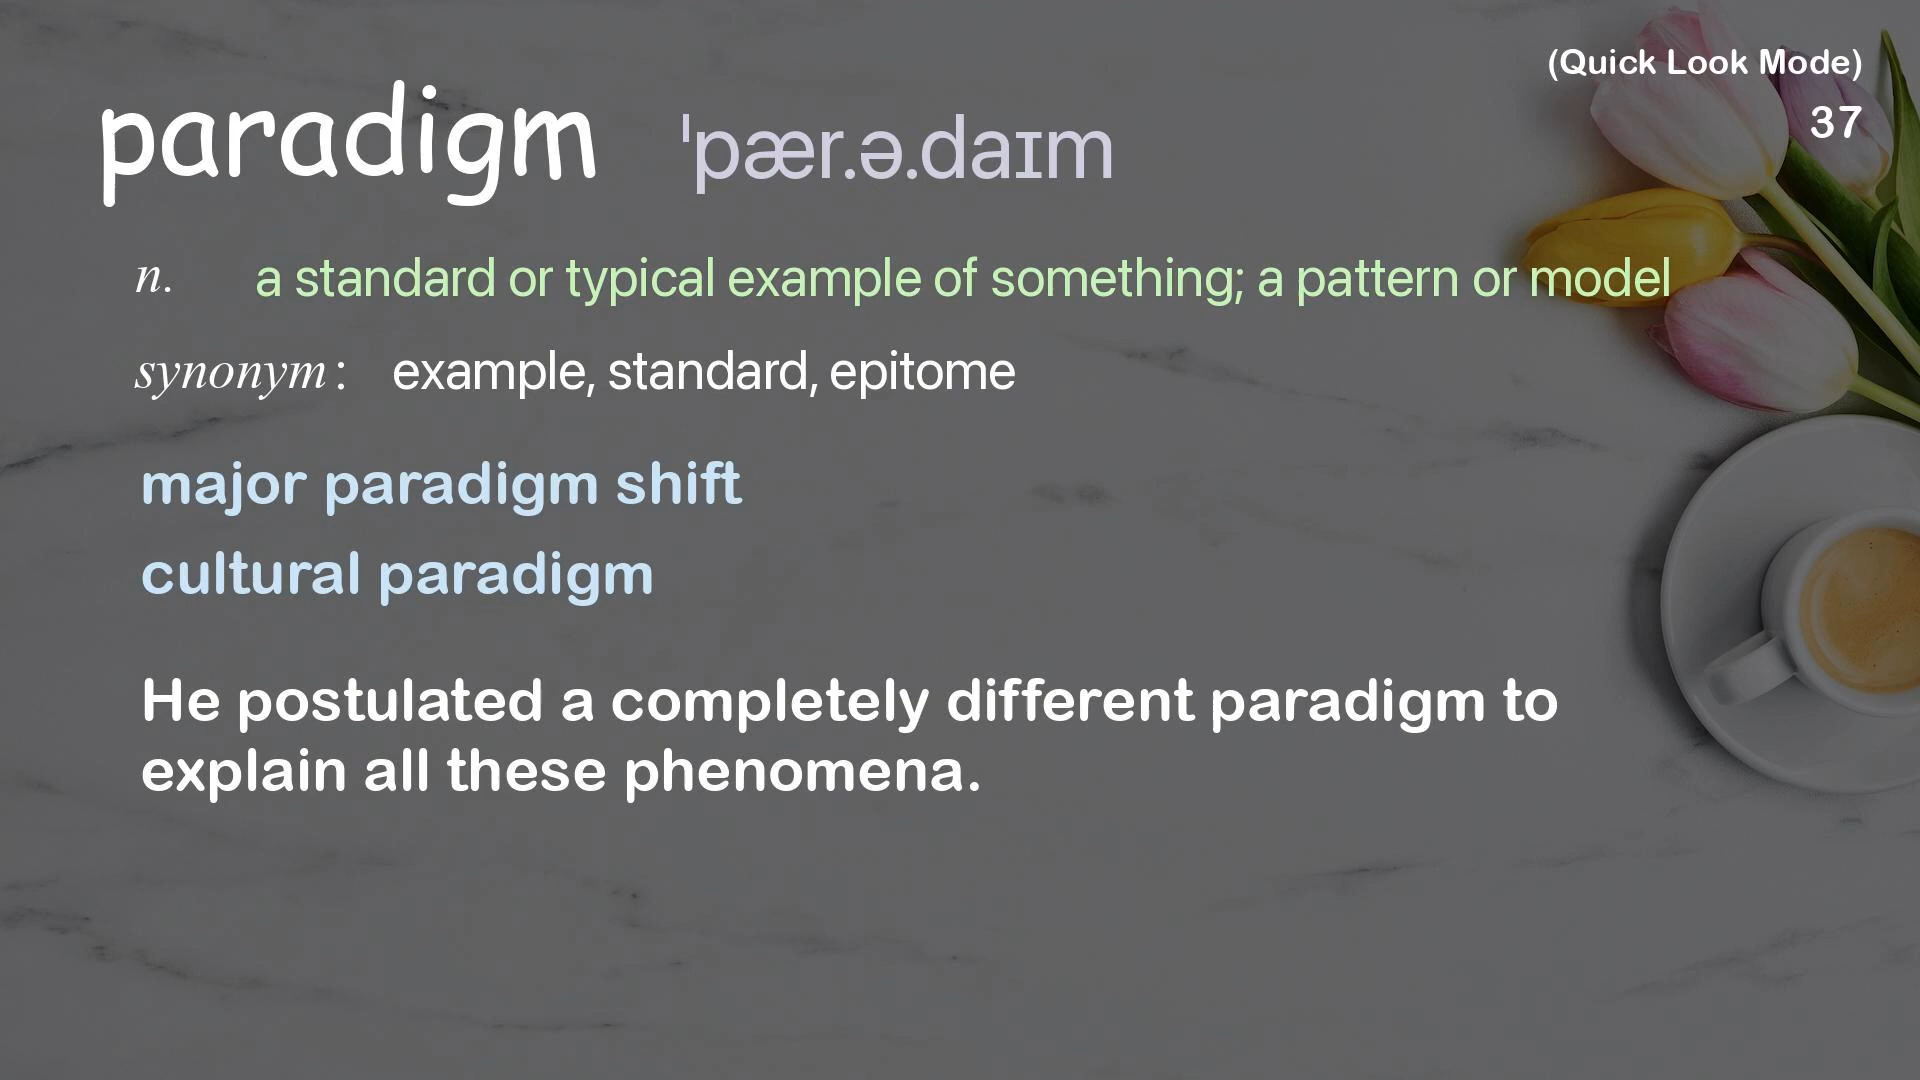 (Quick Look Mode)
37
paradigm ˈpær.ə.daɪm
n. a standard or typical example of something; a pattern or model
synonym: example, standard, epitome
major paradigm shift
cultural paradigm
He postulated a completely different paradigm to
explain all these phenomena.